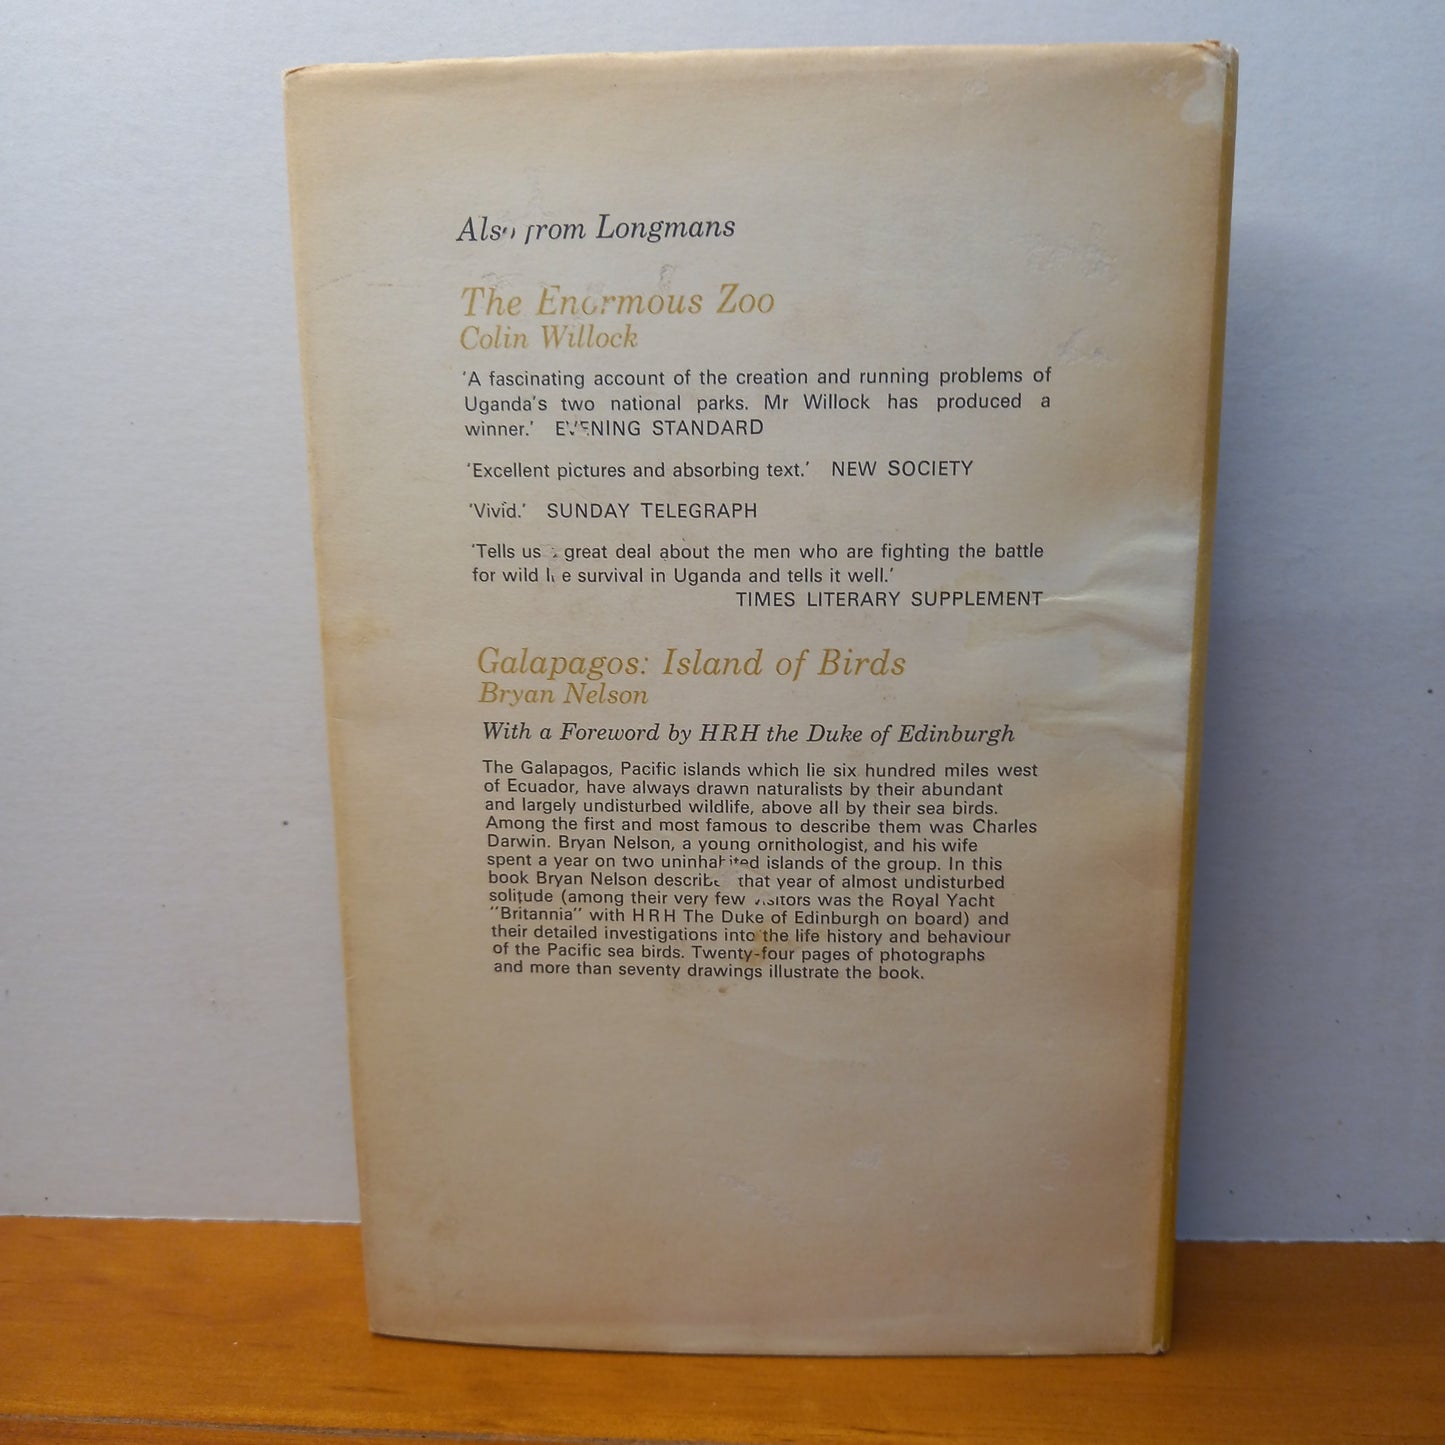 Also from Longmans
The Enormous Zoo
Colin Willock
'A fascinating account of the creation and running problems of
Uganda's two national parks. Mr Willock has produced a
winner.' EVENING STANDARD
'Excellent pictures and absorbing text.' NEW SOCIETY
'Vivid.' SUNDAY TELEGRAPH
'Tells us a great deal about the men who are fighting the battle
for wild life survival in Uganda and tells it well.'
TIMES LITERARY SUPPLEMENT
Galapagos: Island of Birds
Bryan Nelson
With a Foreword by HRH the Duke of Edinburgh
The Galapagos, Pacific islands which lie six hundred miles west
of Ecuador, have always drawn naturalists by their abundant
and largely undisturbed wildlife, above all by their sea birds.
Among the first and most famous to describe them was Charles
Darwin. Bryan Nelson, a young ornithologist, and his wife
spent a year on two uninhabited islands of the group. In this
book Bryan Nelson describes that year of almost undisturbed
solitude (among their very few visitors was the Royal Yacht
"Britannia" with H R H The Duke of Edinburgh on board) and
their detailed investigations into the life history and behaviour
of the Pacific sea birds. Twenty-four pages of photographs
and more than seventy drawings illustrate the book.